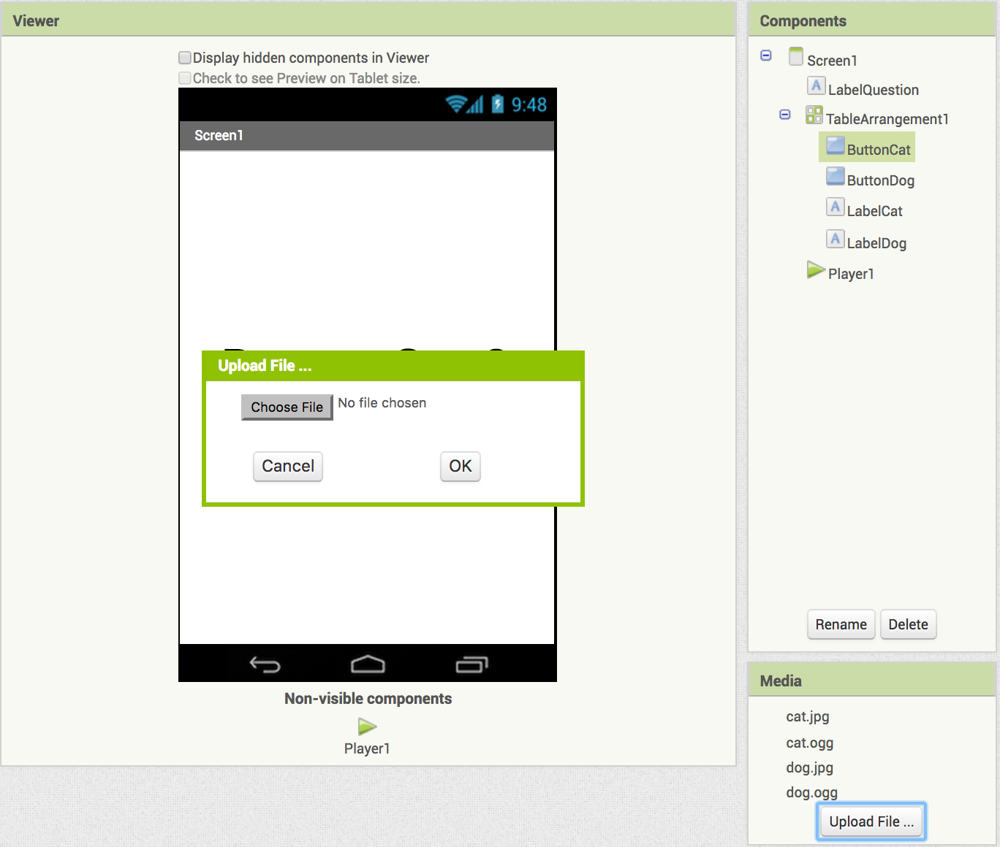 Viewer
Display hidden components in Viewer
Check to see Preview on Tablet size.
9:48
Screen1
Upload File ...
Choose File No file chosen
Cancel OK
Non-visible components
Player1
Components
Screen1
LabelQuestion
TableArrangement1
ButtonCat
ButtonDog
LabelCat
LabelDog
Player1
Rename Delete
Media
cat.jpg
cat.ogg
dog.jpg
dog.ogg
Upload File ...